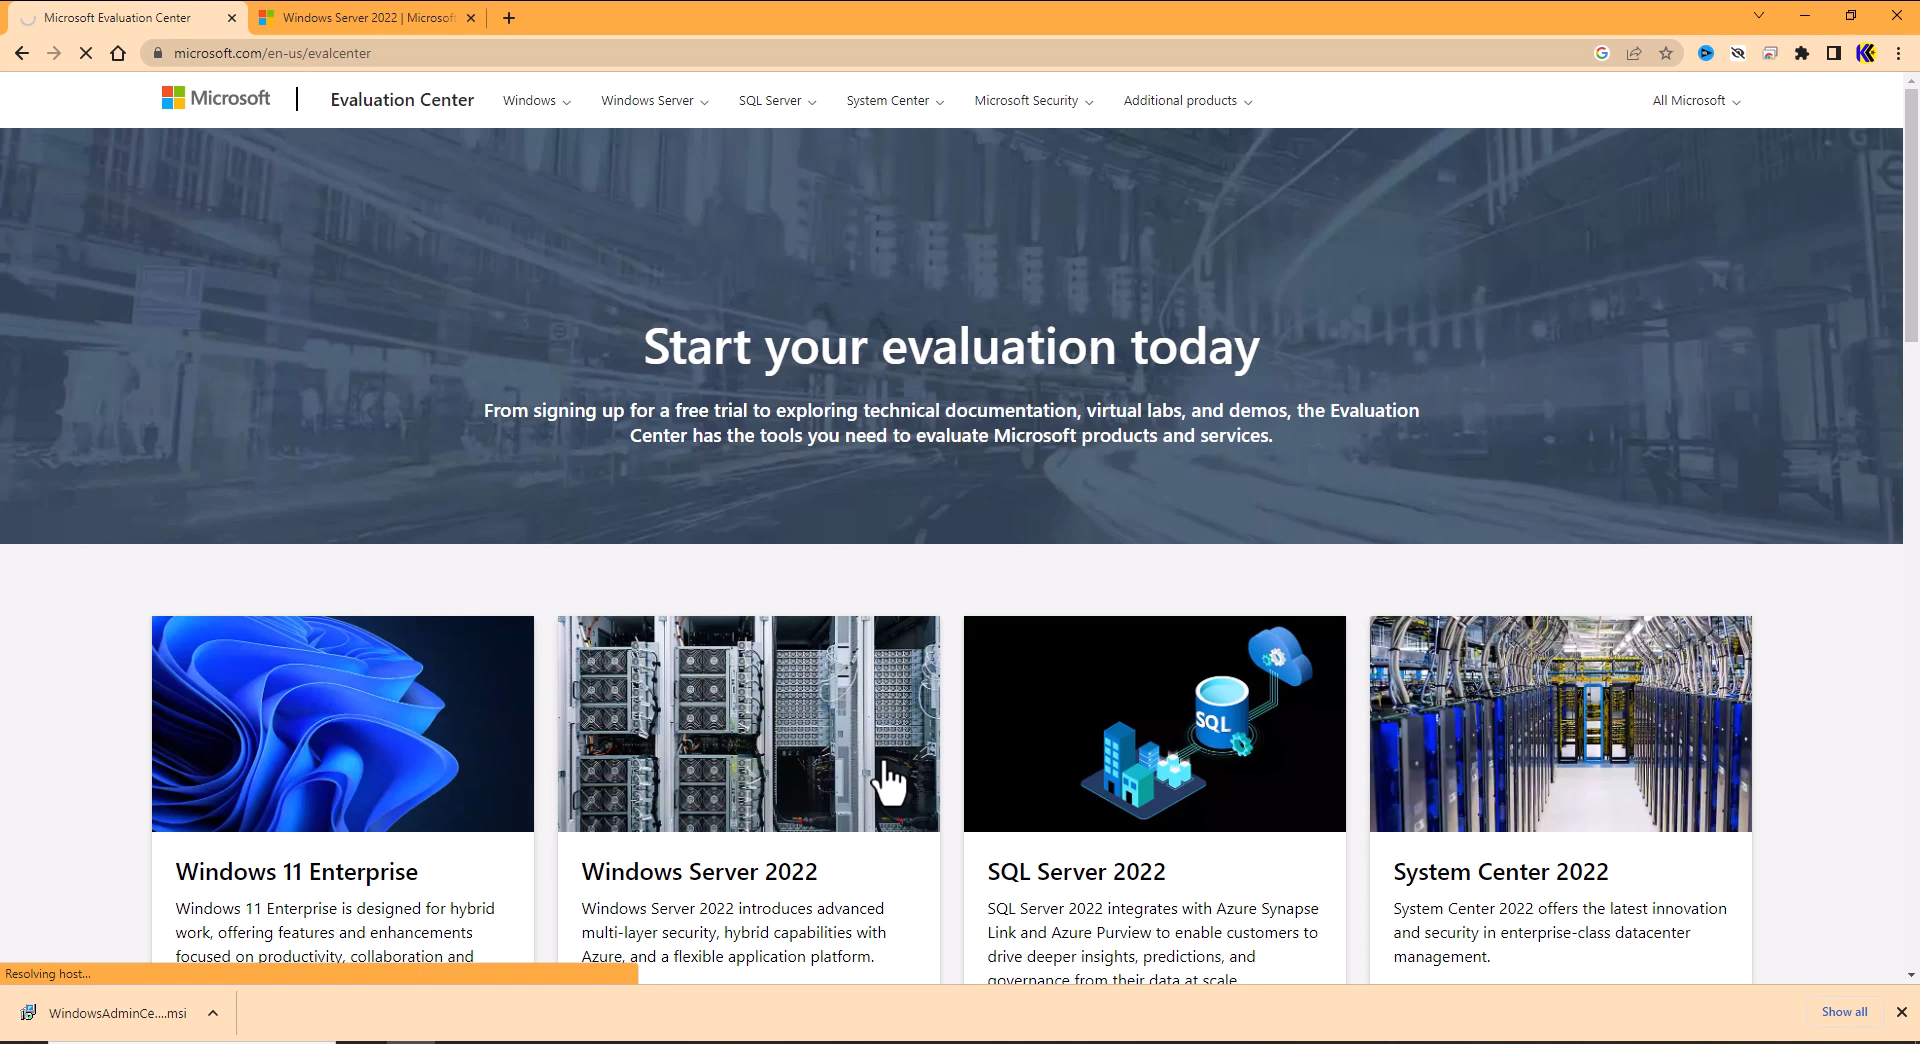 Microsoft Evaluation Center
Windows Server 2022 | Microsoft
microsoft.com/en-us/evalcenter
Microsoft
Evaluation Center
Windows
Windows Server
SQL Server
System Center
Microsoft Security
Additional products
All Microsoft
Start your evaluation today
From signing up for a free trial to exploring technical documentation, virtual labs, and demos, the Evaluation
Center has the tools you need to evaluate Microsoft products and services.
SQL
Windows 11 Enterprise
Windows 11 Enterprise is designed for hybrid
work, offering features and enhancements
focused on productivity, collaboration and
Windows Server 2022
Windows Server 2022 introduces advanced
multi-layer security, hybrid capabilities with
Azure, and a flexible application platform.
SQL Server 2022
SQL Server 2022 integrates with Azure Synapse
Link and Azure Purview to enable customers to
drive deeper insights, predictions, and
governance from their data at scale.
System Center 2022
System Center 2022 offers the latest innovation
and security in enterprise-class datacenter
management.
Resolving host...
WindowsAdminCe....msi
Show all